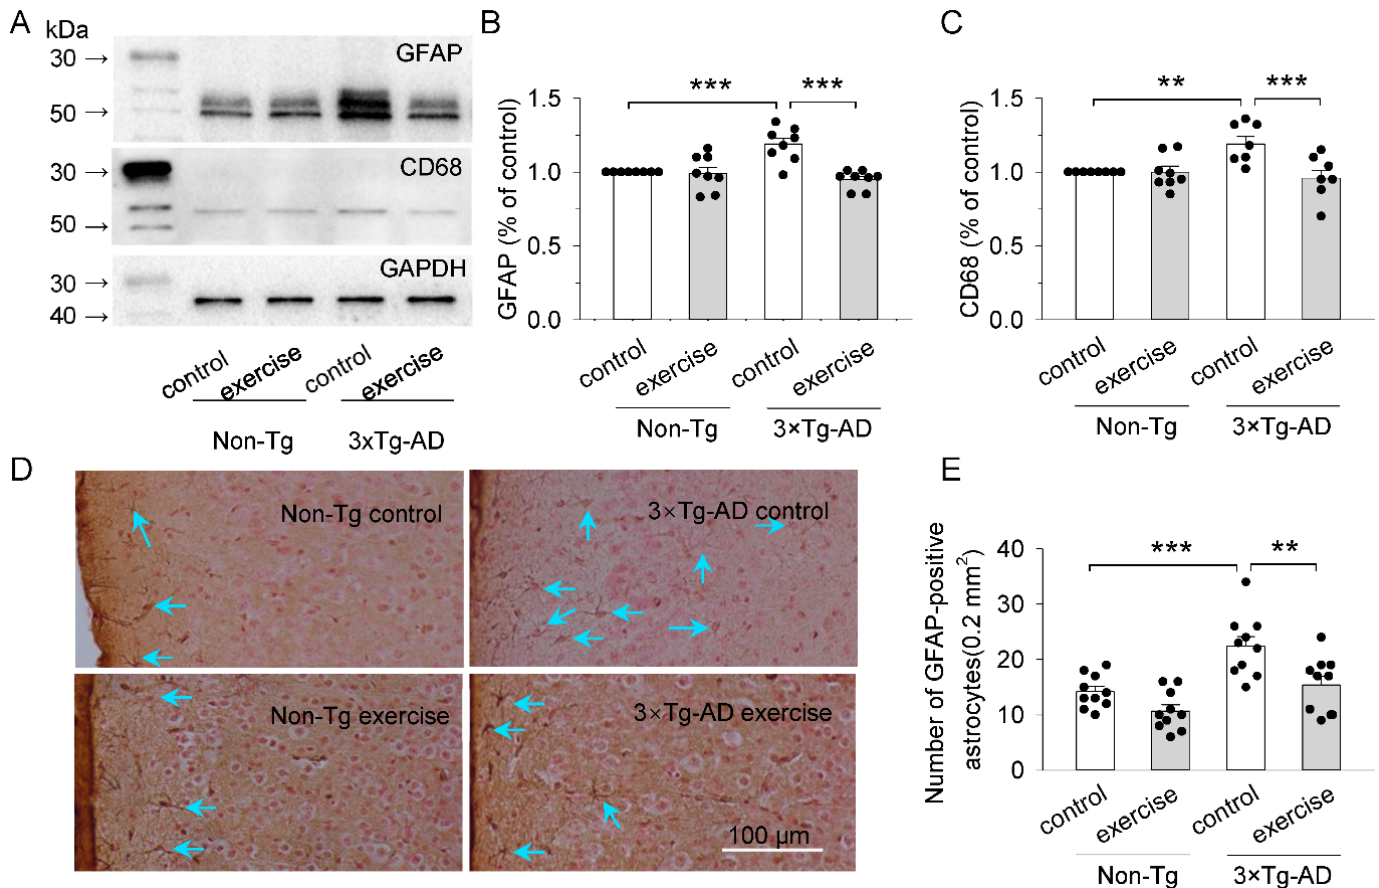 A
kDa
30 →
GFAP
50 →
30 →
CD68
50 →
30 →
GAPDH
40 →
control
exercise
control
exercise
Non-Tg
3xTg-AD
B
GFAP (% of control)
***
***
1.5
1.0
0.5
0.0
control
exercise
control
exercise
Non-Tg
3×Tg-AD
C
CD68 (% of control)
**
***
1.5
1.0
0.5
0.0
control
exercise
control
exercise
Non-Tg
3×Tg-AD
D
Non-Tg control
3×Tg-AD control
Non-Tg exercise
3×Tg-AD exercise
100 μm
E
Number of GFAP-positive
astrocytes(0.2 mm²)
***
**
40
30
20
10
0
control
exercise
control
exercise
Non-Tg
3×Tg-AD